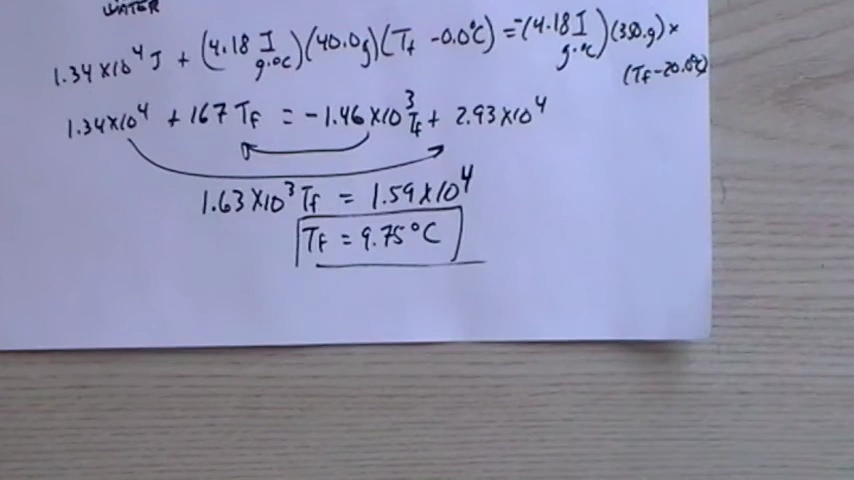 WATER
1.34×10⁴ J + (4.18 J/g·°C)(40.0g)(Tf -0.0°C) = -(4.18 J/g·°C)(350.g)×
(Tf-20.0°C)
1.34×10⁴ + 167 Tf = -1.46×10³ Tf + 2.93×10⁴
1.63×10³ Tf = 1.59×10⁴
Tf = 9.75°C